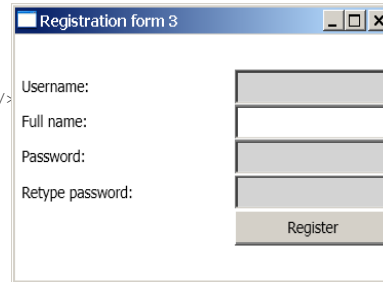 Registration form 3
/>
Username:
Full name:
Password:
Retype password:
Register